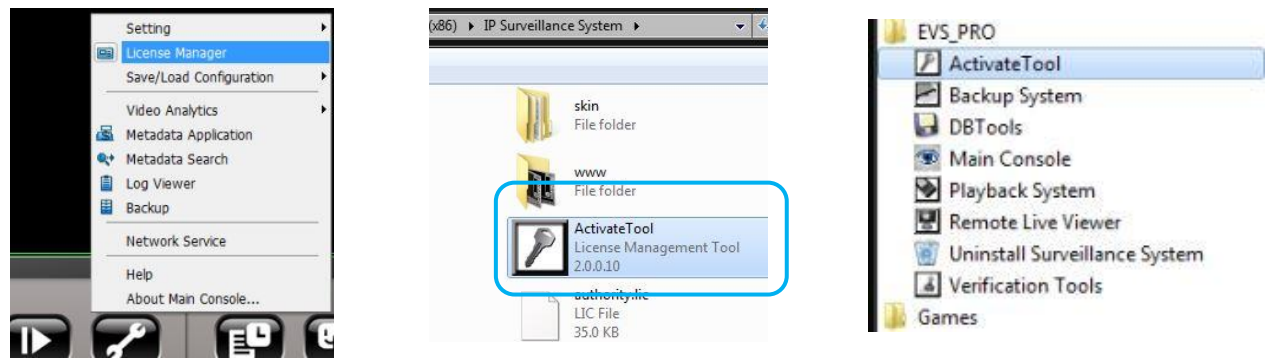 Setting
License Manager
Save/Load Configuration
Video Analytics
Metadata Application
Metadata Search
Log Viewer
Backup
Network Service
Help
About Main Console...
(x86) IP Surveillance System
skin
File folder
www
File folder
ActivateTool
License Management Tool
2.0.0.10
authority.lic
LIC File
35.0 KB
EVS_PRO
ActivateTool
Backup System
DBTools
Main Console
Playback System
Remote Live Viewer
Uninstall Surveillance System
Verification Tools
Games